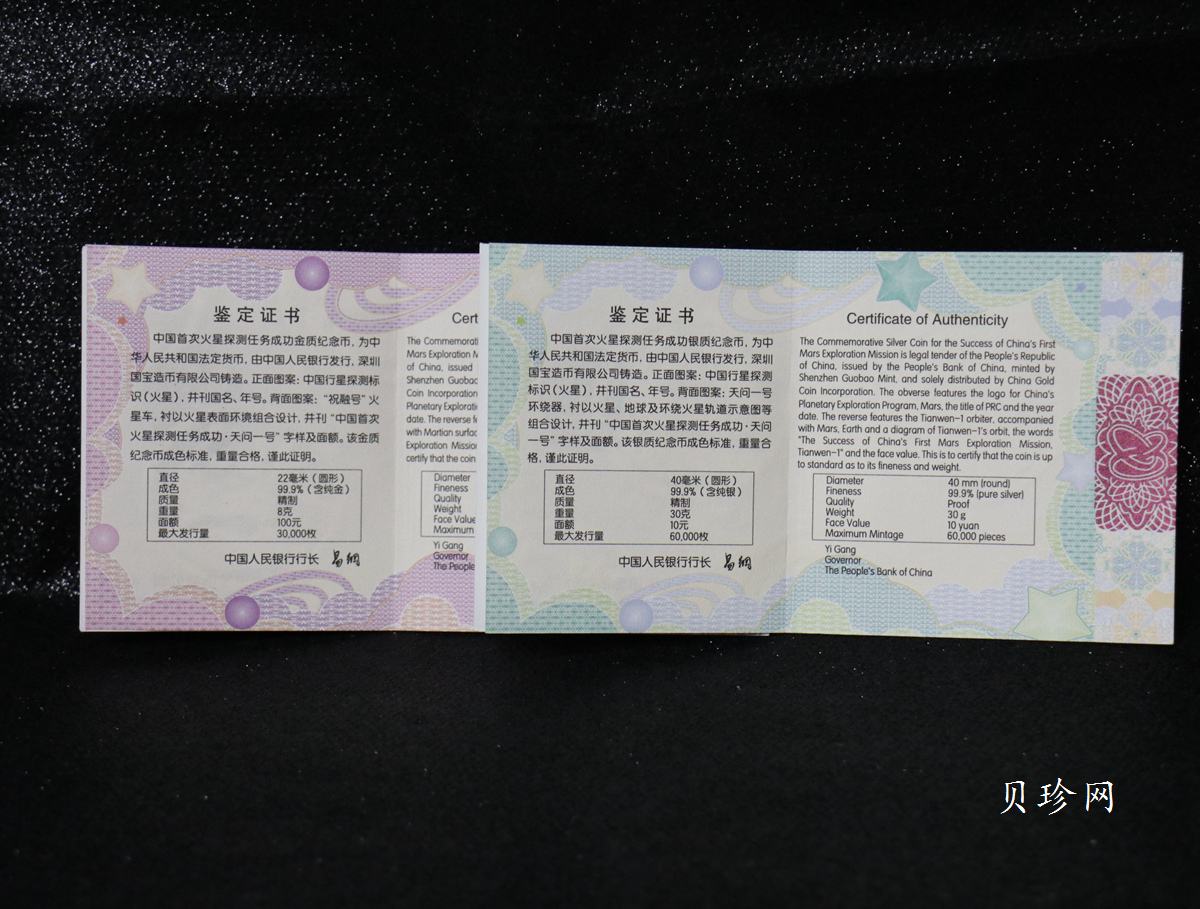 鉴定证书
中国首次火星探测任务成功金质纪念币，为中
华人民共和国法定货币，由中国人民银行发行，深圳
国宝造币有限公司铸造。正面图案：中国行星探测标
识（火星），并刊国名、年号。背面图案：“祝融号”火
星车，衬以火星表面环境组合设计，并刊“中国首次
火星探测任务成功·天问一号”字样及面额。该金质
纪念币成色标准，重量合格，谨此证明。
直径 22毫米（圆形）
成色 99.9%（含纯金）
质量 精制
重量 8克
面额 100元
最大发行量 30,000枚
中国人民银行行长 易纲
Cert
The Commemorati
Mars Exploration M
of China, issued
Shenzhen Guobao
Coin Incorporation
Planetary Explorati
date. The reverse fe
with Martian surfac
Exploration Missio
certify that the coin
Diameter
Fineness
Quality
Weight
Face Value
Maximum
Yi Gang
Governor
The People
鉴定证书
中国首次火星探测任务成功银质纪念币，为中
华人民共和国法定货币，由中国人民银行发行，深圳
国宝造币有限公司铸造。正面图案：中国行星探测
标识（火星），并刊国名、年号。背面图案：天问一号
环绕器，衬以火星、地球及环绕火星轨道示意图等
组合设计，并刊“中国首次火星探测任务成功·天问
一号”字样及面额。该银质纪念币成色标准，重量合
格，谨此证明。
直径 40毫米（圆形）
成色 99.9%（含纯银）
质量 精制
重量 30克
面额 10元
最大发行量 60,000枚
中国人民银行行长 易纲
Certificate of Authenticity
The Commemorative Silver Coin for the Success of China's First
Mars Exploration Mission is legal tender of the People's Republic
of China, issued by the People's Bank of China, minted by
Shenzhen Guobao Mint, and solely distributed by China Gold
Coin Incorporation. The obverse features the logo for China's
Planetary Exploration Program, Mars, the title of PRC and the year
date. The reverse features the Tianwen-1 orbiter, accompanied
with Mars, Earth and a diagram of Tianwen-1's orbit, the words
"The Success of China's First Mars Exploration Mission,
Tianwen-1" and the face value. This is to certify that the coin is up
to standard as to its fineness and weight.
Diameter 40 mm (round)
Fineness 99.9% (pure silver)
Quality Proof
Weight 30 g
Face Value 10 yuan
Maximum Mintage 60,000 pieces
Yi Gang
Governor
The People's Bank of China
贝珍网